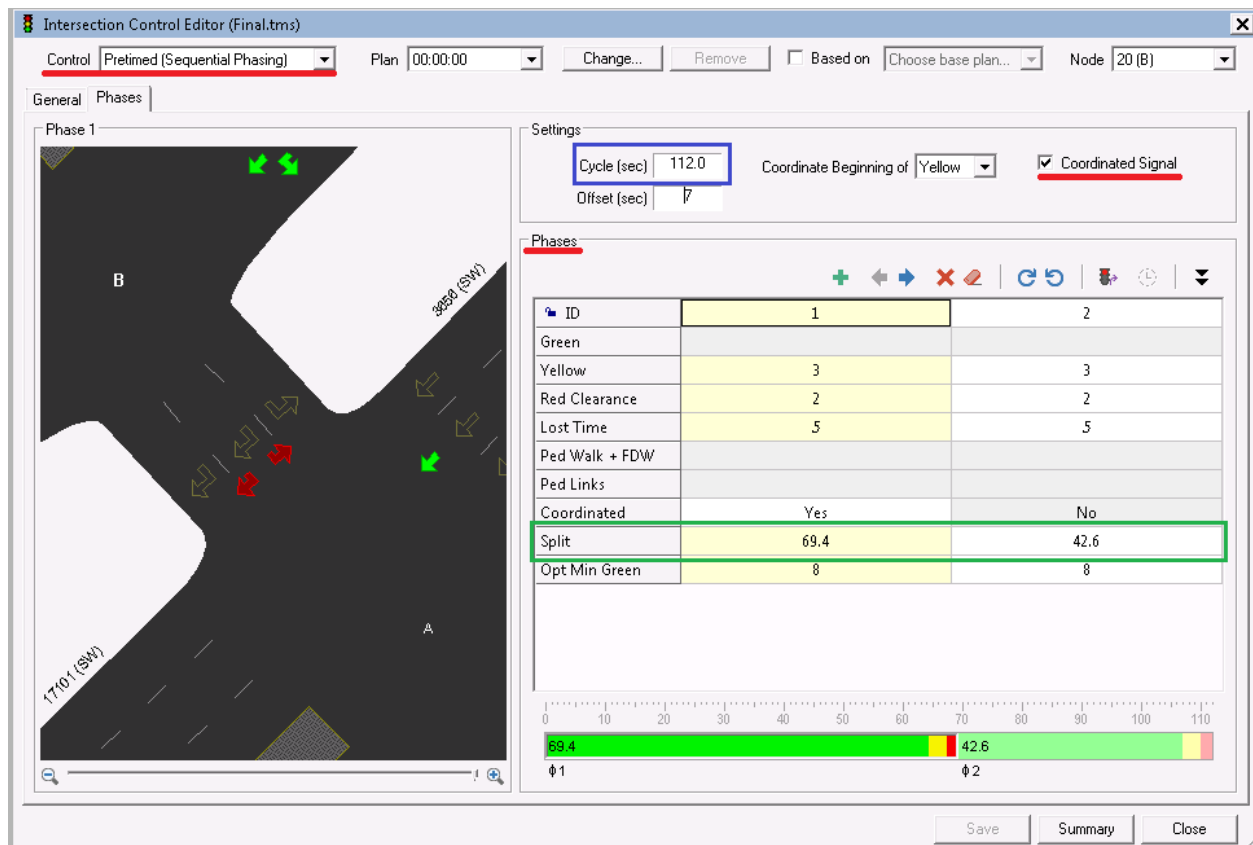 Intersection Control Editor (Final.tms)
Control Pretimed (Sequential Phasing) Plan 00:00:00 Change... Remove Based on Choose base plan... Node 20 (B)
General Phases
Phase 1
B
3050 (SW)
A
17101 (SW)
Settings
Cycle (sec) 112.0 Coordinate Beginning of Yellow Coordinated Signal
Offset (sec) 7
Phases
ID 1 2
Green
Yellow 3 3
Red Clearance 2 2
Lost Time .5 .5
Ped Walk + FDW
Ped Links
Coordinated Yes No
Split 69.4 42.6
Opt Min Green 8 8
0 10 20 30 40 50 60 70 80 90 100 110
69.4 42.6
ϕ1 ϕ2
Save Summary Close